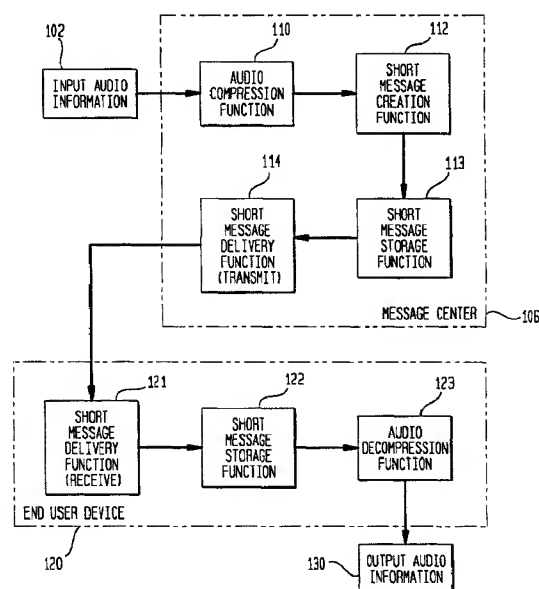 102
INPUT AUDIO
INFORMATION
110
AUDIO
COMPRESSION
FUNCTION
112
SHORT
MESSAGE
CREATION
FUNCTION
114
SHORT
MESSAGE
DELIVERY
FUNCTION
(TRANSMIT)
113
SHORT
MESSAGE
STORAGE
FUNCTION
MESSAGE CENTER
106
121
SHORT
MESSAGE
DELIVERY
FUNCTION
(RECEIVE)
122
SHORT
MESSAGE
STORAGE
FUNCTION
123
AUDIO
DECOMPRESSION
FUNCTION
END USER DEVICE
120
130
OUTPUT AUDIO
INFORMATION